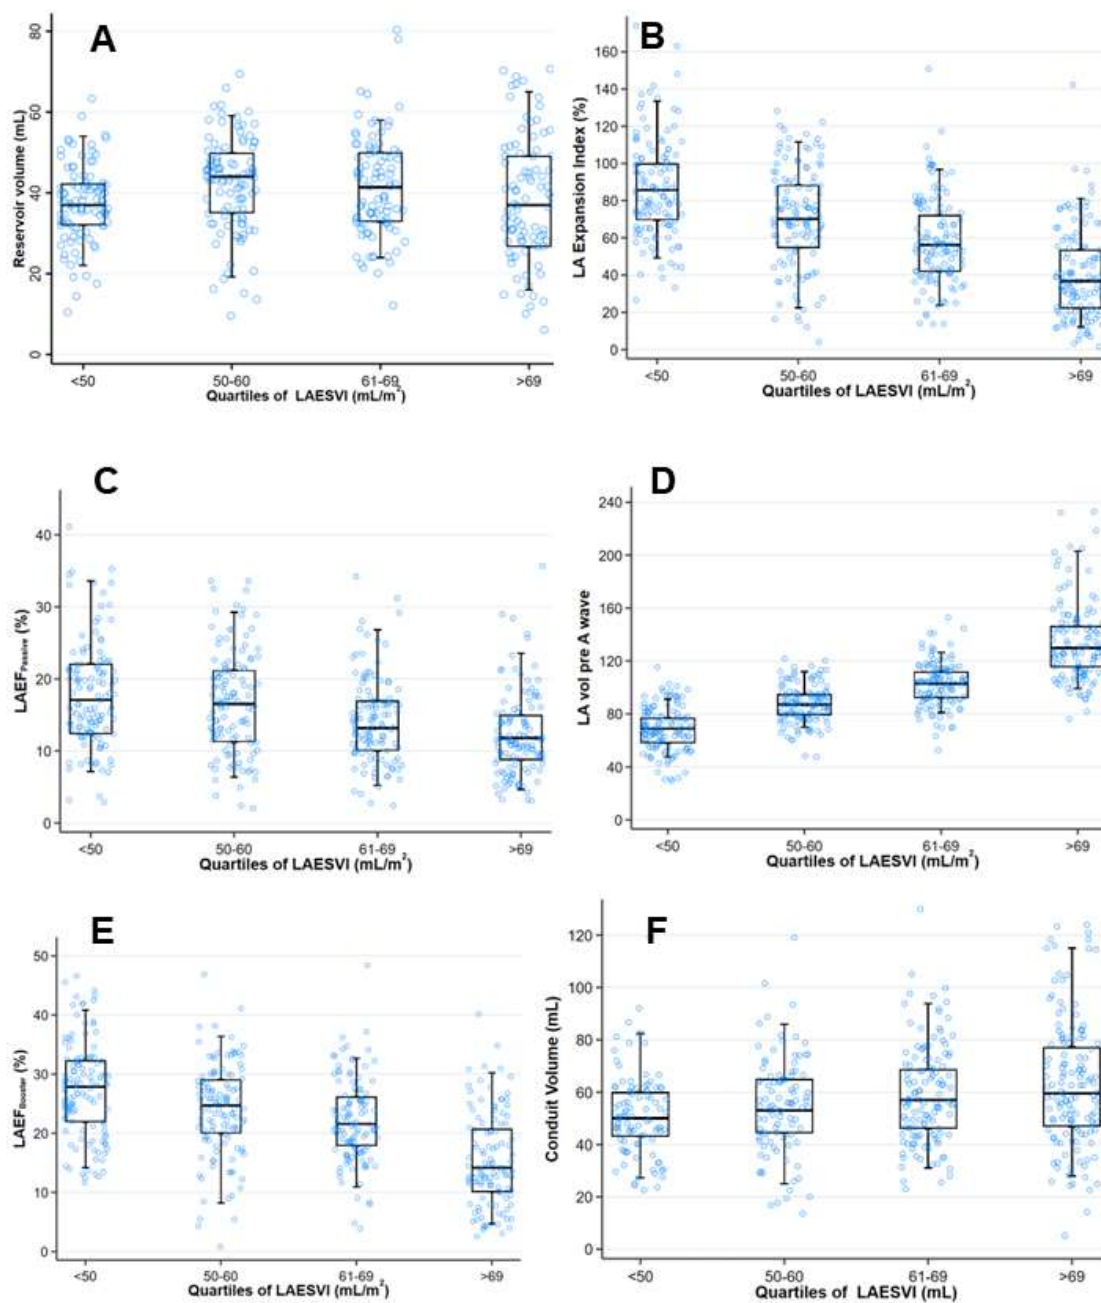 A
Reservoir volume (mL)
80
60
40
20
0
<50 50-60 61-69 >69
Quartiles of LAESVI (mL/m²)
B
LA Expansion Index (%)
160
140
120
100
80
60
40
20
0
<50 50-60 61-69 >69
Quartiles of LAESVI (mL/m²)
C
LAEFPassive (%)
40
30
20
10
0
<50 50-60 61-69 >69
Quartiles of LAESVI (mL/m²)
D
LA vol pre A wave
240
200
160
120
80
40
0
<50 50-60 61-69 >69
Quartiles of LAESVI (mL/m²)
E
LAEFBooster (%)
50
40
30
20
10
0
<50 50-60 61-69 >69
Quartiles of LAESVI (mL/m²)
F
Conduit Volume (mL)
120
100
80
60
40
20
0
<50 50-60 61-69 >69
Quartiles of LAESVI (mL)